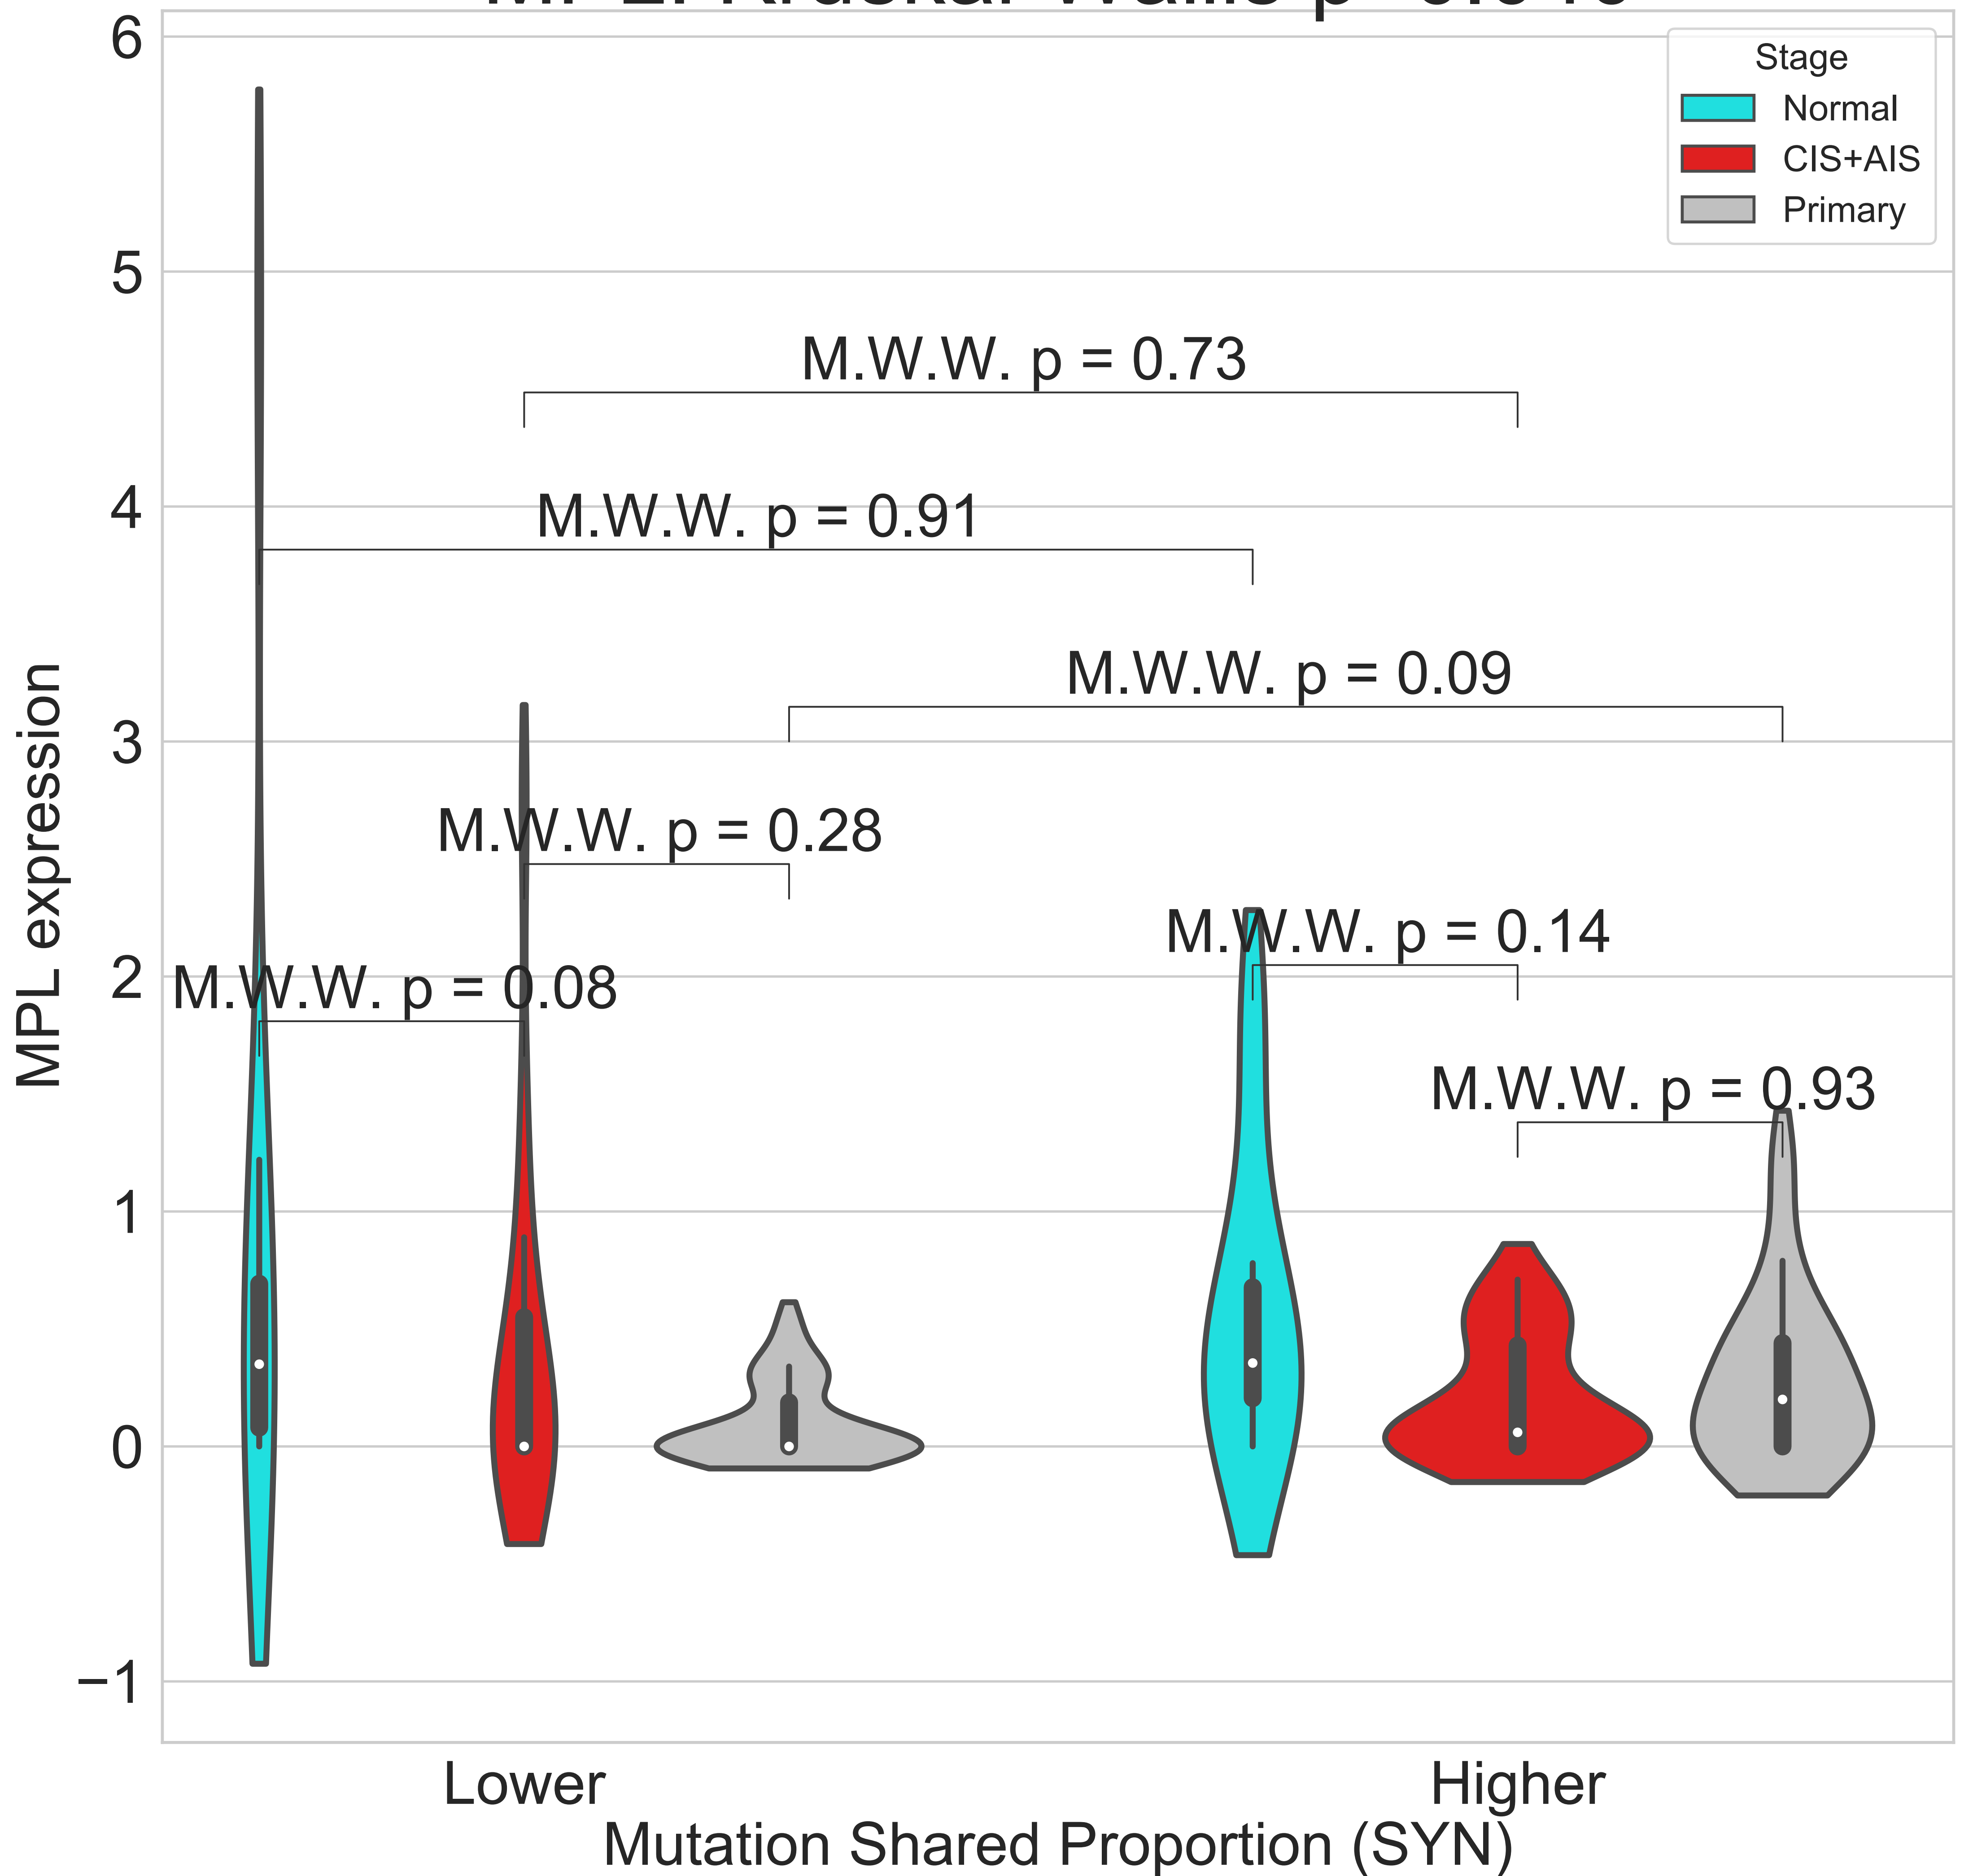 Stage
Normal
CIS+AIS
Primary
6
5
4
3
2
1
0
−1
MPL expression
M.W.W. p = 0.73
M.W.W. p = 0.91
M.W.W. p = 0.09
M.W.W. p = 0.28
M.W.W. p = 0.14
M.W.W. p = 0.08
M.W.W. p = 0.93
Lower
Higher
Mutation Shared Proportion (SYN)